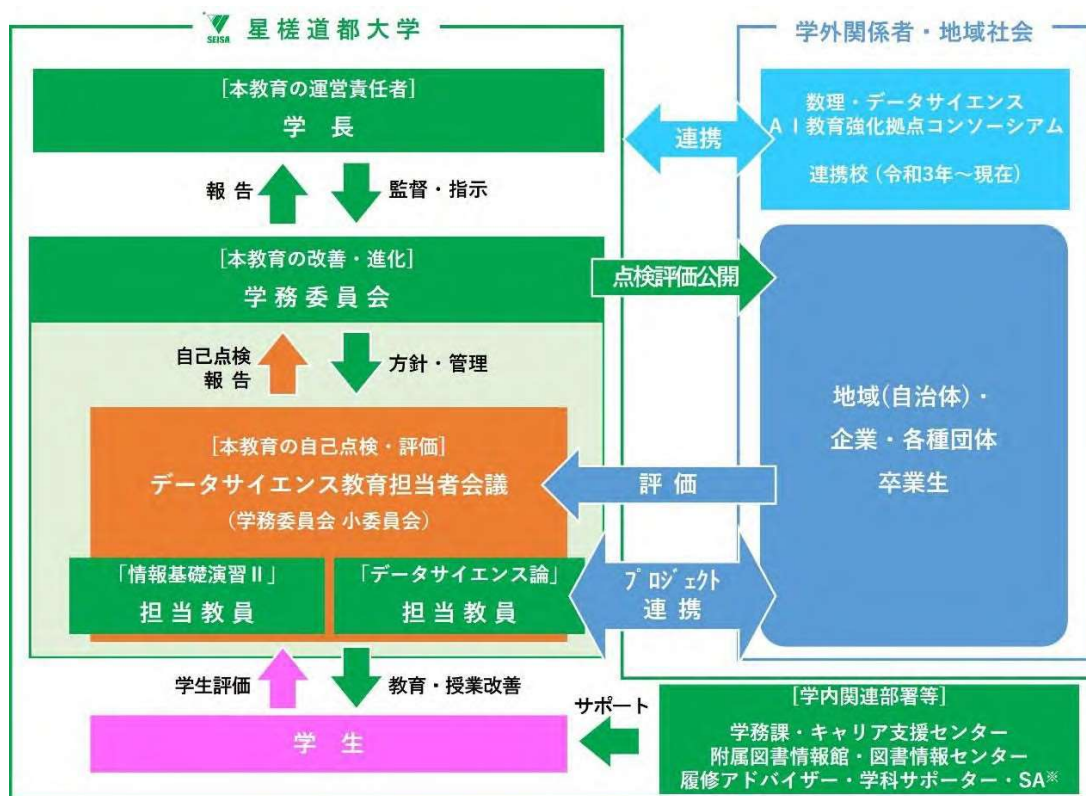 SEISA
星槎道都大学
学外関係者・地域社会
[本教育の運営責任者]
学 長
連携
数理・データサイエンス
ＡＩ教育強化拠点コンソーシアム
連携校 (令和3年～現在)
報 告
監督・指示
[本教育の改善・進化]
学 務 委 員 会
点検評価公開
自己点検
報 告
方針・管理
地域(自治体)・
企業・各種団体
卒業生
[本教育の自己点検・評価]
データサイエンス教育担当者会議
(学務委員会 小委員会)
評 価
「情報基礎演習Ⅱ」
担 当 教 員
「データサイエンス論」
担 当 教 員
ﾌﾟﾛｼﾞｪｸﾄ
連 携
学生評価
教育・授業改善
サポート
学 生
[学内関連部署等]
学務課・キャリア支援センター
附属図書情報館・図書情報センター
履修アドバイザー・学科サポーター・SA※